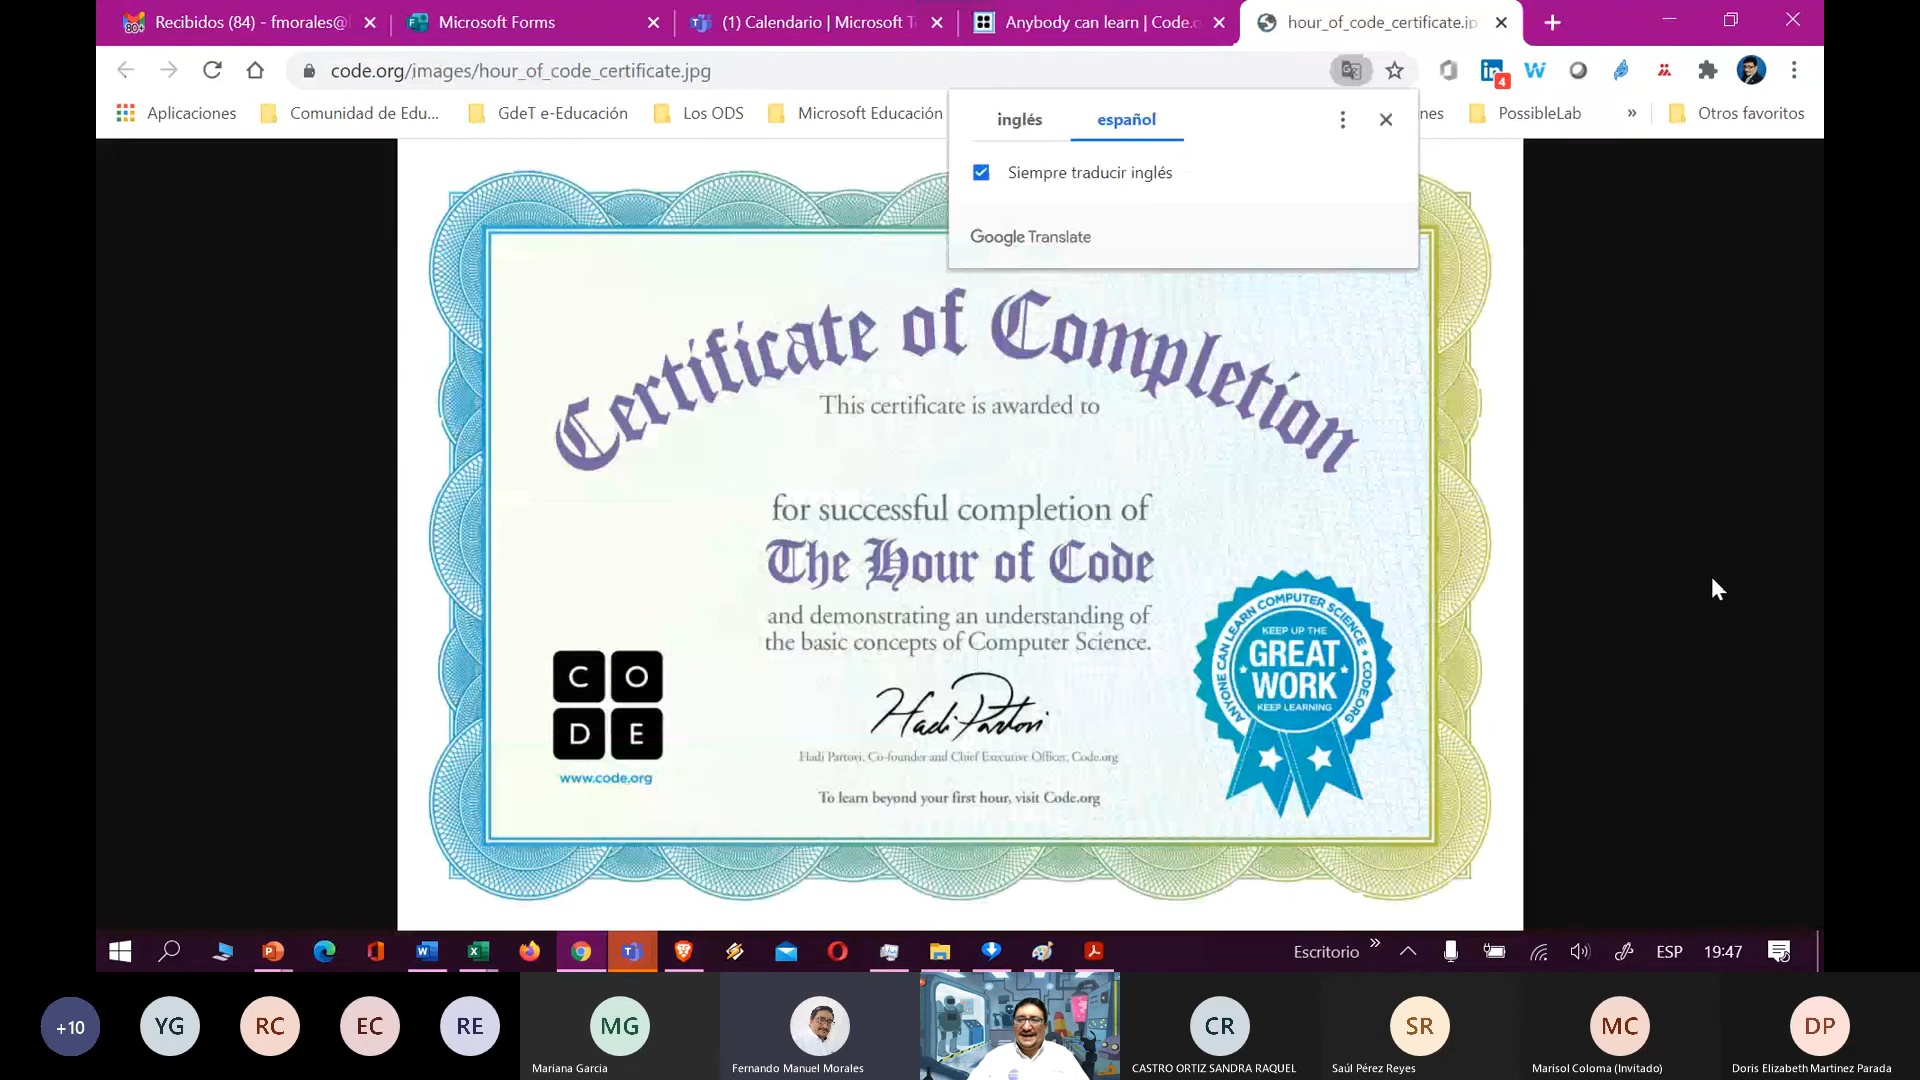 Recibidos (84) - fmorales@
Microsoft Forms
(1) Calendario | Microsoft T
Anybody can learn | Code.o
hour_of_code_certificate.jp
code.org/images/hour_of_code_certificate.jpg
4
Aplicaciones
Comunidad de Edu...
GdeT e-Educación
Los ODS
Microsoft Educación
nes
PossibleLab
»
Otros favoritos
inglés
español
Siempre traducir inglés
Google Translate
Certificate of Completion
This certificate is awarded to
for successful completion of
The Hour of Code
and demonstrating an understanding of
the basic concepts of Computer Science.
Hadi Partovi
Hadi Partovi, Co-founder and Chief Executive Officer, Code.org
To learn beyond your first hour, visit Code.org
C O
D E
www.code.org
ANYONE CAN LEARN COMPUTER SCIENCE • CODE.ORG
KEEP UP THE
GREAT
WORK
KEEP LEARNING
Escritorio
ESP
19:47
+10
YG
RC
EC
RE
MG
Mariana Garcia
Fernando Manuel Morales
CR
CASTRO ORTIZ SANDRA RAQUEL
SR
Saúl Pérez Reyes
MC
Marisol Coloma (Invitado)
DP
Doris Elizabeth Martinez Parada